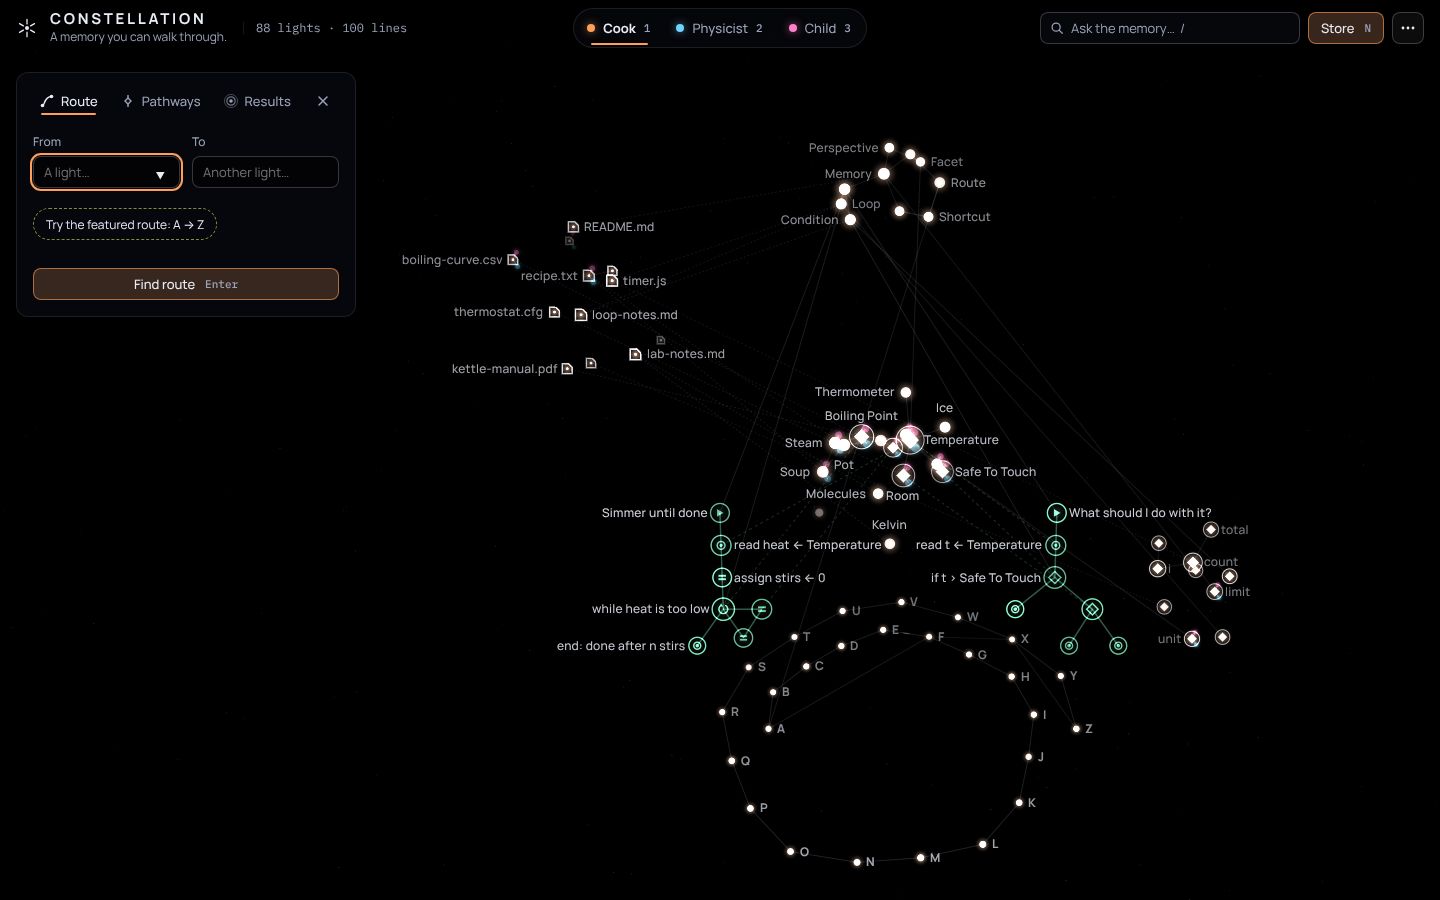 CONSTELLATION
A memory you can walk through.
88 lights · 100 lines
Cook 1
Physicist 2
Child 3
Ask the memory... /
Store N
Route
Pathways
Results
From
To
A light...
Another light...
Try the featured route: A → Z
Find route Enter
Perspective
Facet
Memory
Route
Loop
Condition
Shortcut
README.md
boiling-curve.csv
recipe.txt
timer.js
thermostat.cfg
loop-notes.md
lab-notes.md
kettle-manual.pdf
Thermometer
Ice
Boiling Point
Steam
Temperature
Pot
Soup
Safe To Touch
Molecules
Room
Kelvin
Simmer until done
read heat ← Temperature
assign stirs ← 0
while heat is too low
end: done after n stirs
What should I do with it?
read t ← Temperature
if t > Safe To Touch
total
count
i
limit
unit
U
V
W
T
E
F
X
S
C
D
G
H
Y
B
R
A
I
Z
Q
J
P
K
O
N
M
L